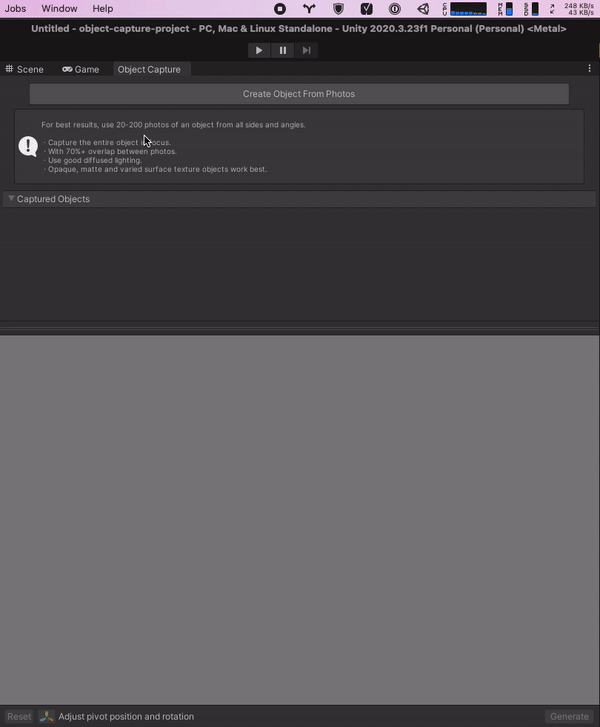 Jobs Window Help 248 KB/s
43 KB/s
Untitled - object-capture-project - PC, Mac & Linux Standalone - Unity 2020.3.23f1 Personal (Personal) <Metal>
Scene Game Object Capture
Create Object From Photos
For best results, use 20-200 photos of an object from all sides and angles.
· Capture the entire object focus.
· With 70%+ overlap between photos.
· Use good diffused lighting.
· Opaque, matte and varied surface texture objects work best.
Captured Objects
Reset Adjust pivot position and rotation Generate